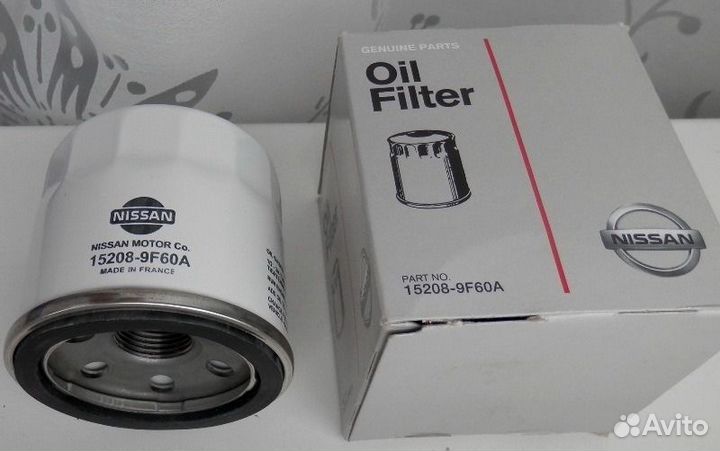 NISSAN
NISSAN MOTOR Co.
15208-9F60A
MADE IN FRANCE
GENUINE PARTS
Oil
Filter
NISSAN
PART NO.
15208-9F60A
Avito